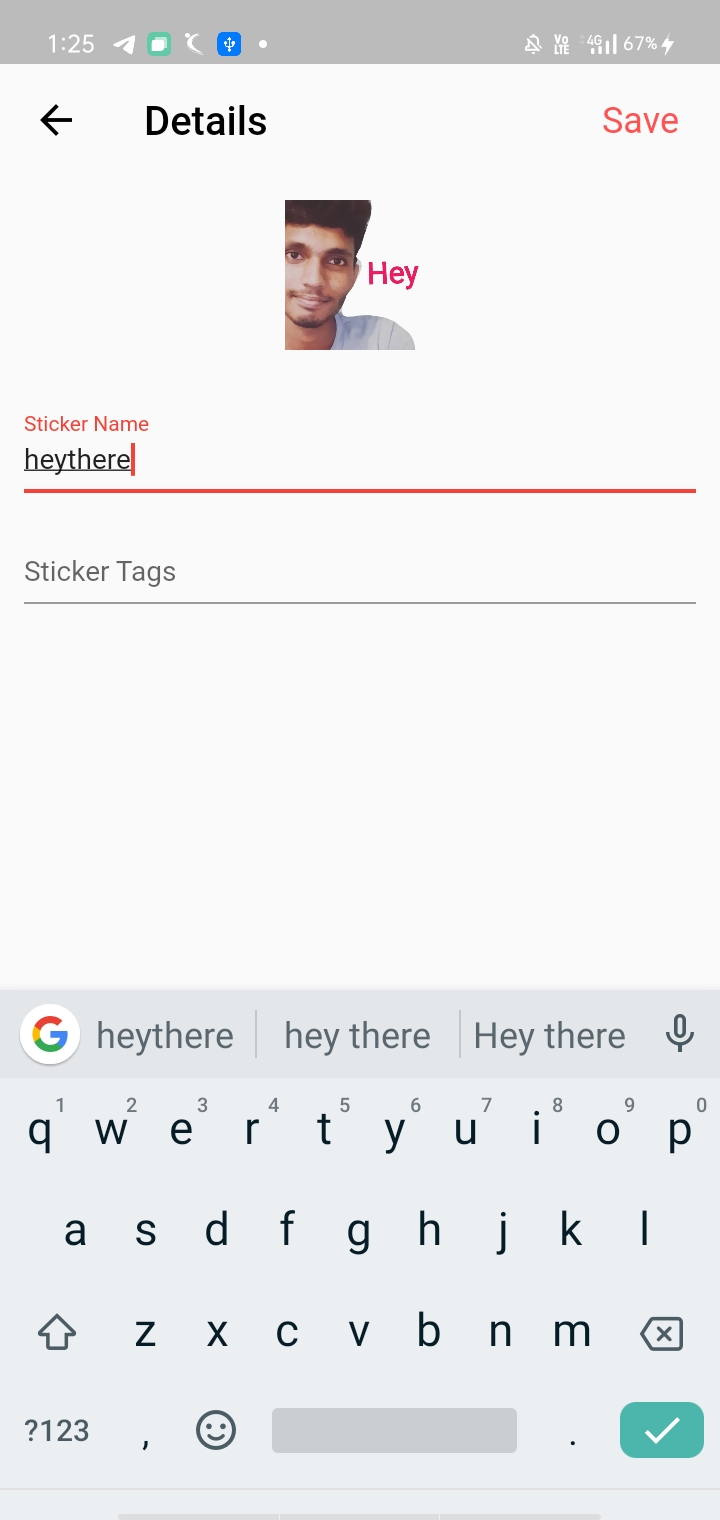 1:25 Vo LTE 4G 67%
Details Save
Hey
Sticker Name
heythere
Sticker Tags
G heythere hey there Hey there
q1 w2 e3 r4 t5 y6 u7 i8 o9 p0
a s d f g h j k l
z x c v b n m
?123 , .